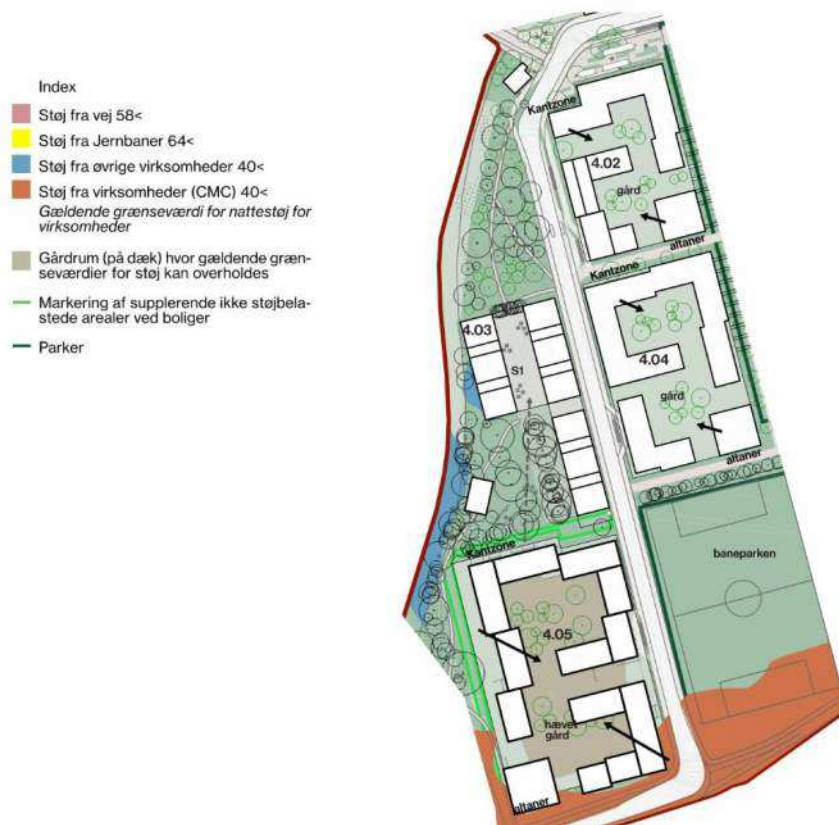 Index
Støj fra vej 58<
Støj fra Jernbaner 64<
Støj fra øvrige virksomheder 40<
Støj fra virksomheder (CMC) 40<
Gældende grænseværdi for nattestøj for
virksomheder
Gårdrum (på dæk) hvor gældende græn-
seværdier for støj kan overholdes
Markering af supplerende ikke støjbela-
stede arealer ved boliger
Parker
Kantzone
4.02
gård
altaner
Kantzone
4.03
S1
4.04
gård
altaner
Kantzone
baneparken
4.05
hævet
gård
altaner